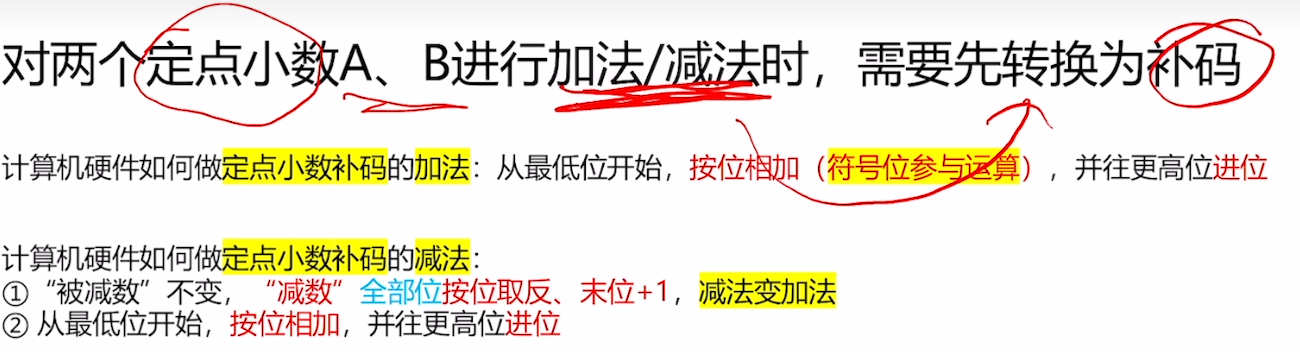 对两个定点小数A、B进行加法/减法时，需要先转换为补码
计算机硬件如何做定点小数补码的加法：从最低位开始，按位相加（符号位参与运算），并往更高位进位
计算机硬件如何做定点小数补码的减法：
①“被减数”不变，“减数”全部位按位取反、末位+1，减法变加法
② 从最低位开始，按位相加，并往更高位进位